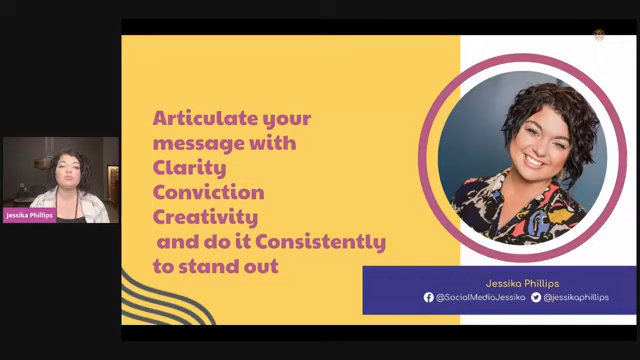 Articulate your
message with
Clarity
Conviction
Creativity
and do it Consistently
to stand out
Jessika Phillips
Jessika Phillips
@SocialMediaJessika @jessikaphillips